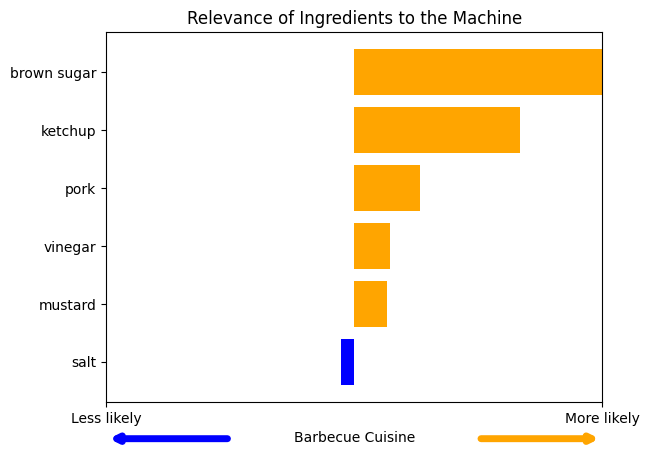 Relevance of Ingredients to the Machine
brown sugar
ketchup
pork
vinegar
mustard
salt
Less likely
More likely
Barbecue Cuisine